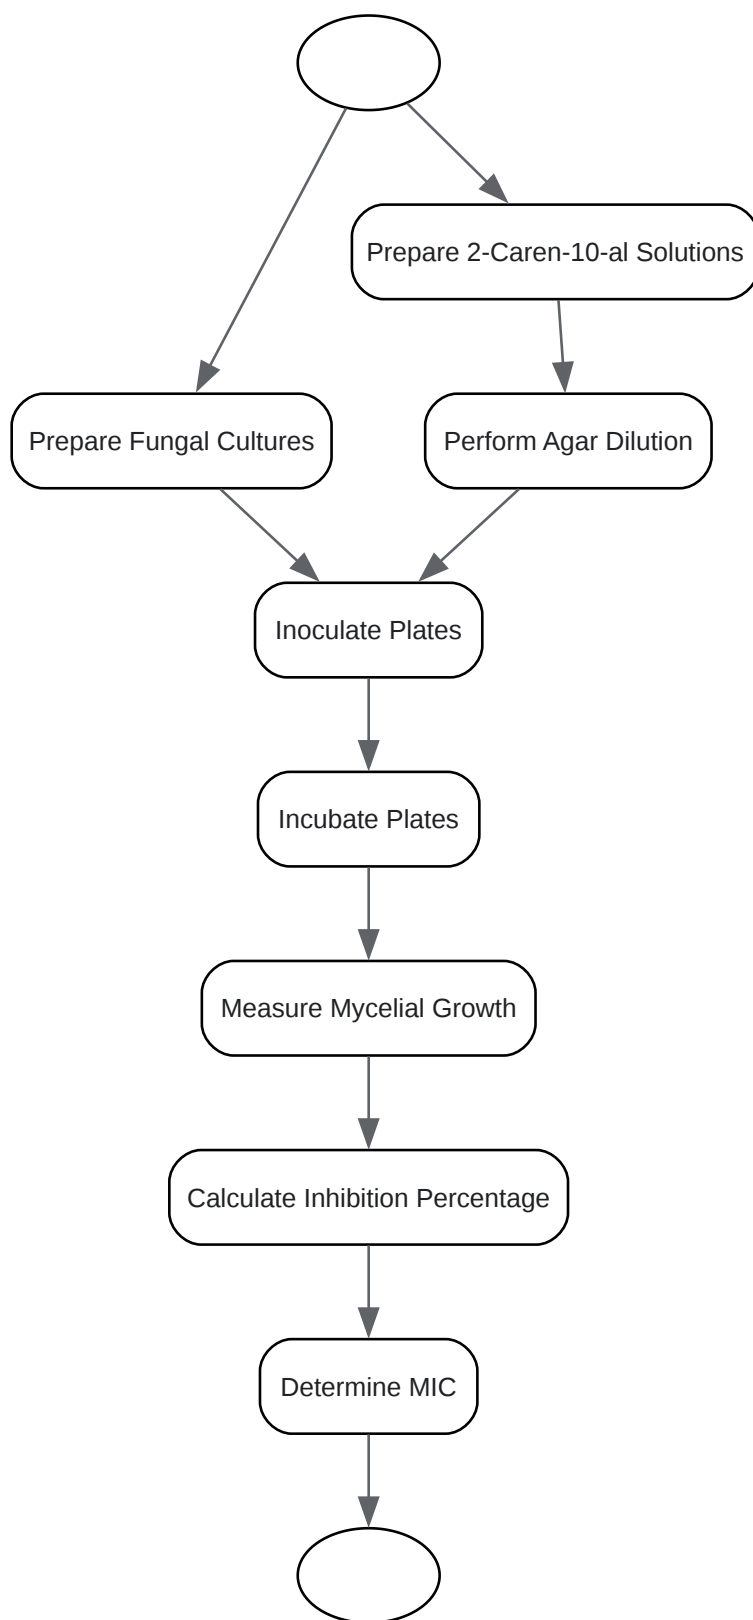 Prepare 2-Caren-10-al Solutions
Prepare Fungal Cultures
Perform Agar Dilution
Inoculate Plates
Incubate Plates
Measure Mycelial Growth
Calculate Inhibition Percentage
Determine MIC